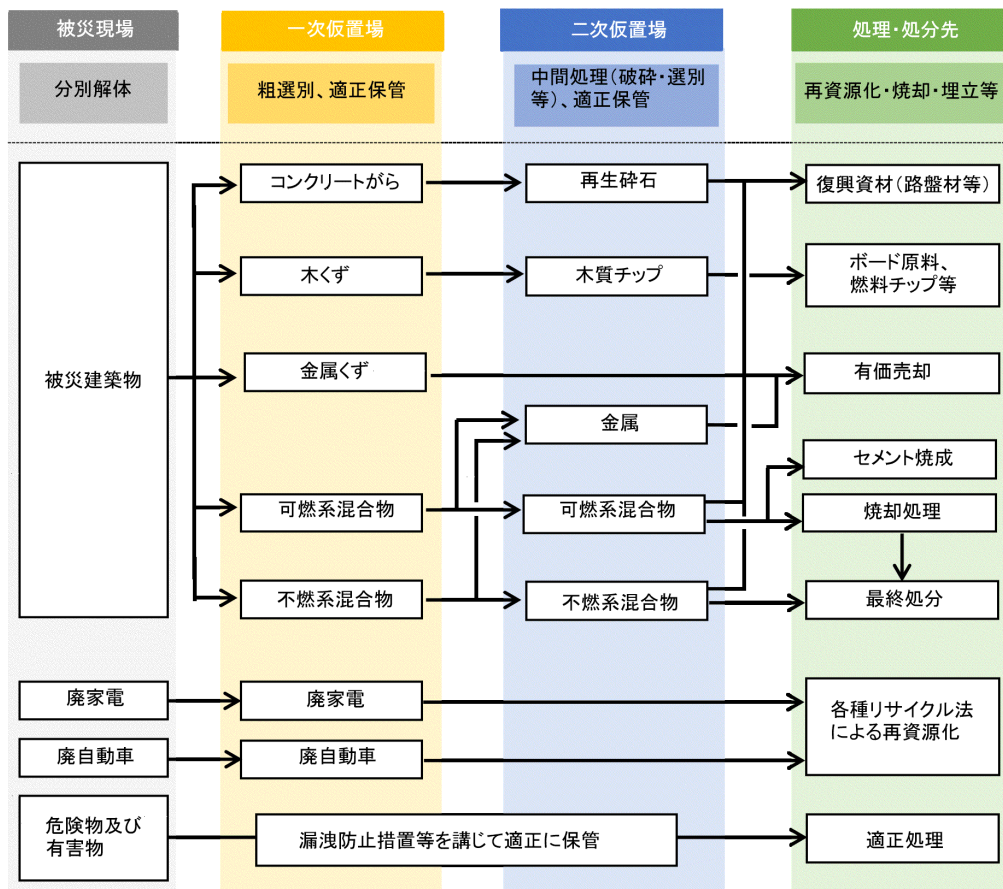 被災現場
一次仮置場
二次仮置場
処理・処分先
分別解体
粗選別、適正保管
中間処理（破砕・選別
等）、適正保管
再資源化・焼却・埋立等
被災建築物
コンクリートがら
再生砕石
復興資材（路盤材等）
木くず
木質チップ
ボード原料、
燃料チップ等
金属くず
有価売却
金属
セメント焼成
可燃系混合物
可燃系混合物
焼却処理
不燃系混合物
不燃系混合物
最終処分
廃家電
廃家電
各種リサイクル法
による再資源化
廃自動車
廃自動車
危険物及び
有害物
漏洩防止措置等を講じて適正に保管
適正処理